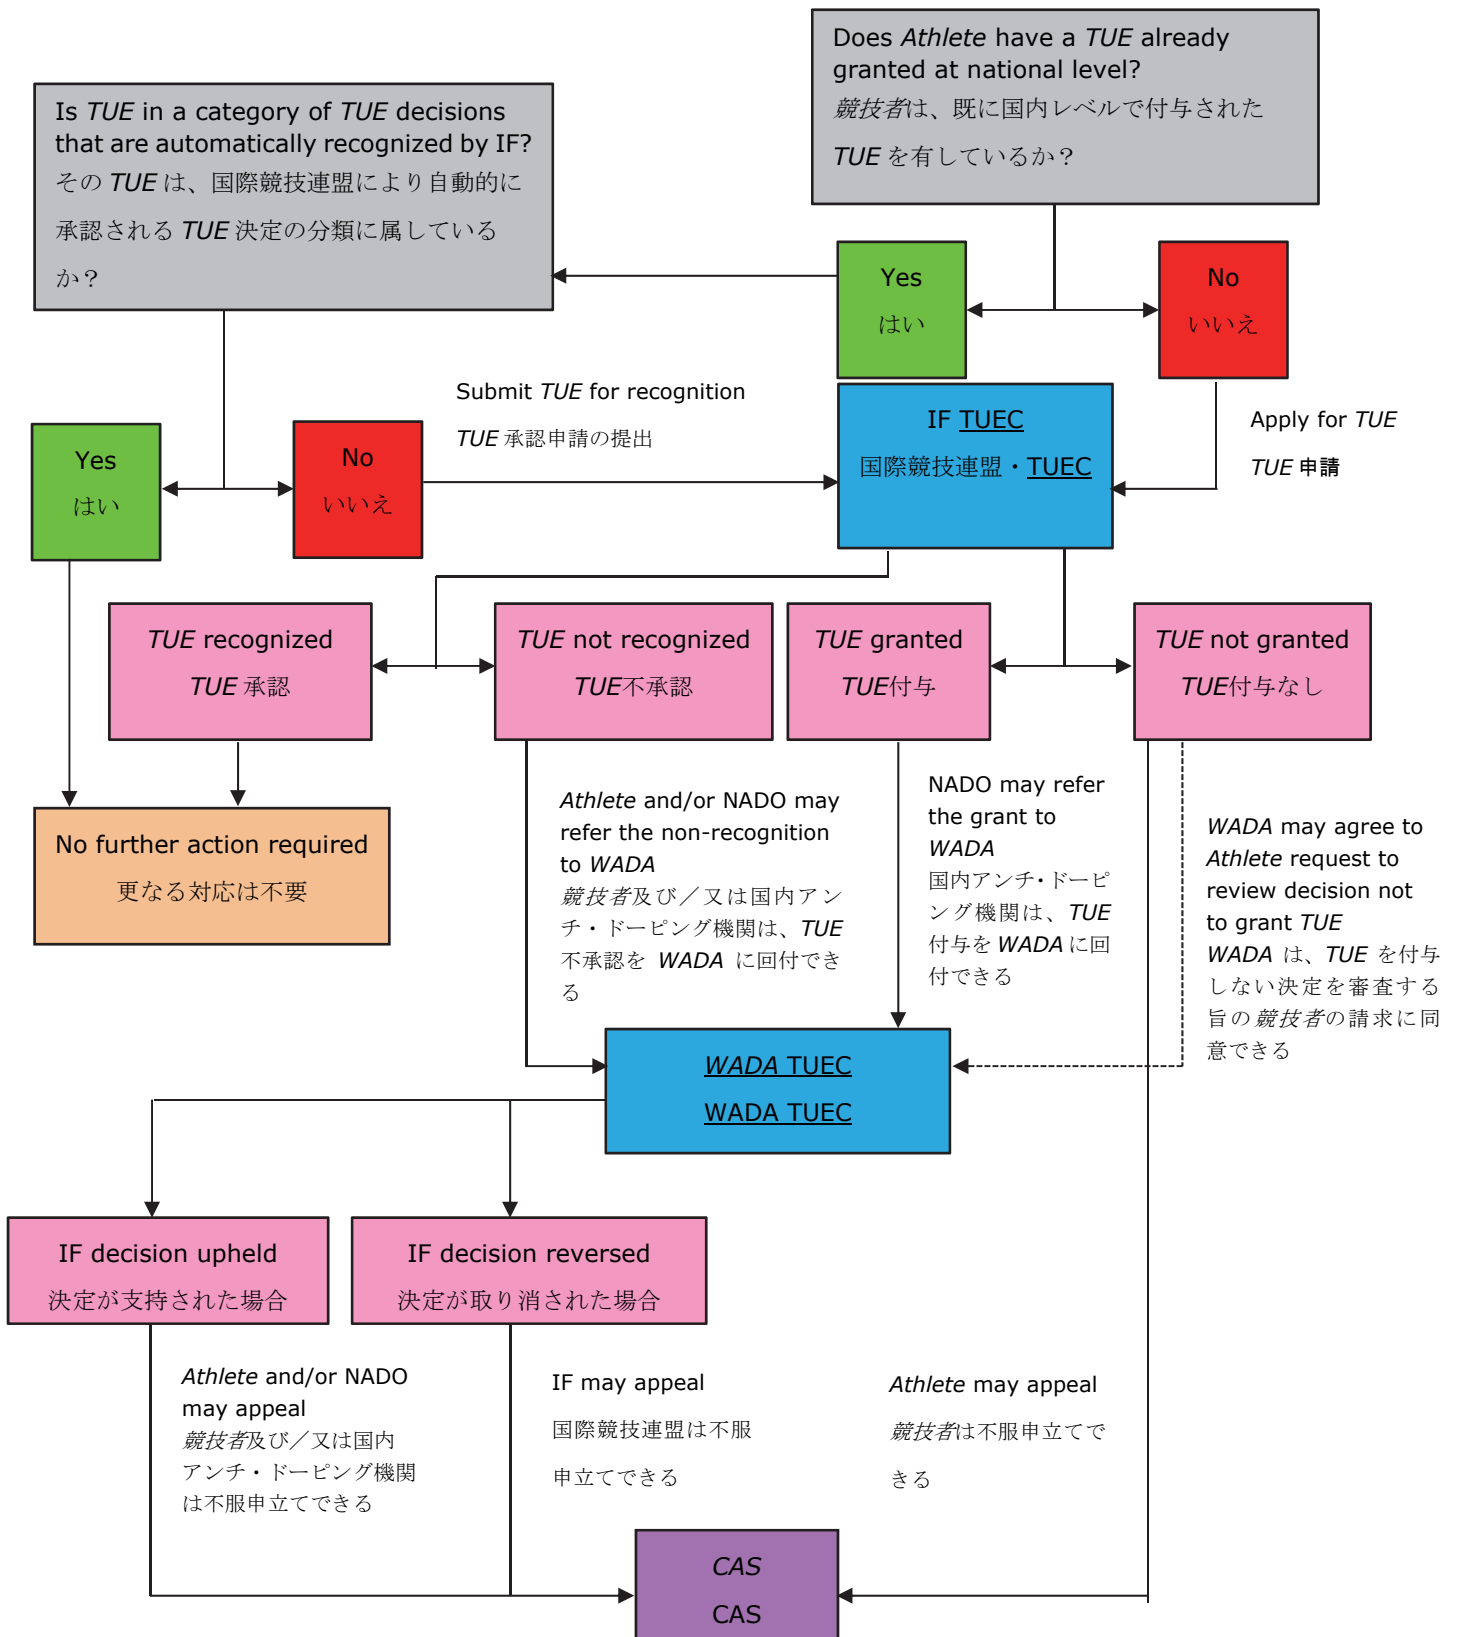 Does Athlete have a TUE already
granted at national level?
競技者は、既に国内レベルで付与された
TUE を有しているか？
Is TUE in a category of TUE decisions
that are automatically recognized by IF?
その TUE は、国際競技連盟により自動的に
承認される TUE 決定の分類に属している
か？
Yes
はい
No
いいえ
Submit TUE for recognition
TUE 承認申請の提出
IF TUEC
国際競技連盟・TUEC
Apply for TUE
TUE 申請
Yes
はい
No
いいえ
TUE recognized
TUE 承認
TUE not recognized
TUE不承認
TUE granted
TUE付与
TUE not granted
TUE付与なし
No further action required
更なる対応は不要
Athlete and/or NADO may
refer the non-recognition
to WADA
競技者及び／又は国内アン
チ・ドーピング機関は、TUE
不承認を WADA に回付でき
る
NADO may refer
the grant to
WADA
国内アンチ・ドーピ
ング機関は、TUE
付与を WADA に回
付できる
WADA may agree to
Athlete request to
review decision not
to grant TUE
WADA は、TUE を付与
しない決定を審査する
旨の競技者の請求に同
意できる
WADA TUEC
WADA TUEC
IF decision upheld
決定が支持された場合
IF decision reversed
決定が取り消された場合
Athlete and/or NADO
may appeal
競技者及び／又は国内
アンチ・ドーピング機関
は不服申立てできる
IF may appeal
国際競技連盟は不服
申立てできる
Athlete may appeal
競技者は不服申立てで
きる
CAS
CAS